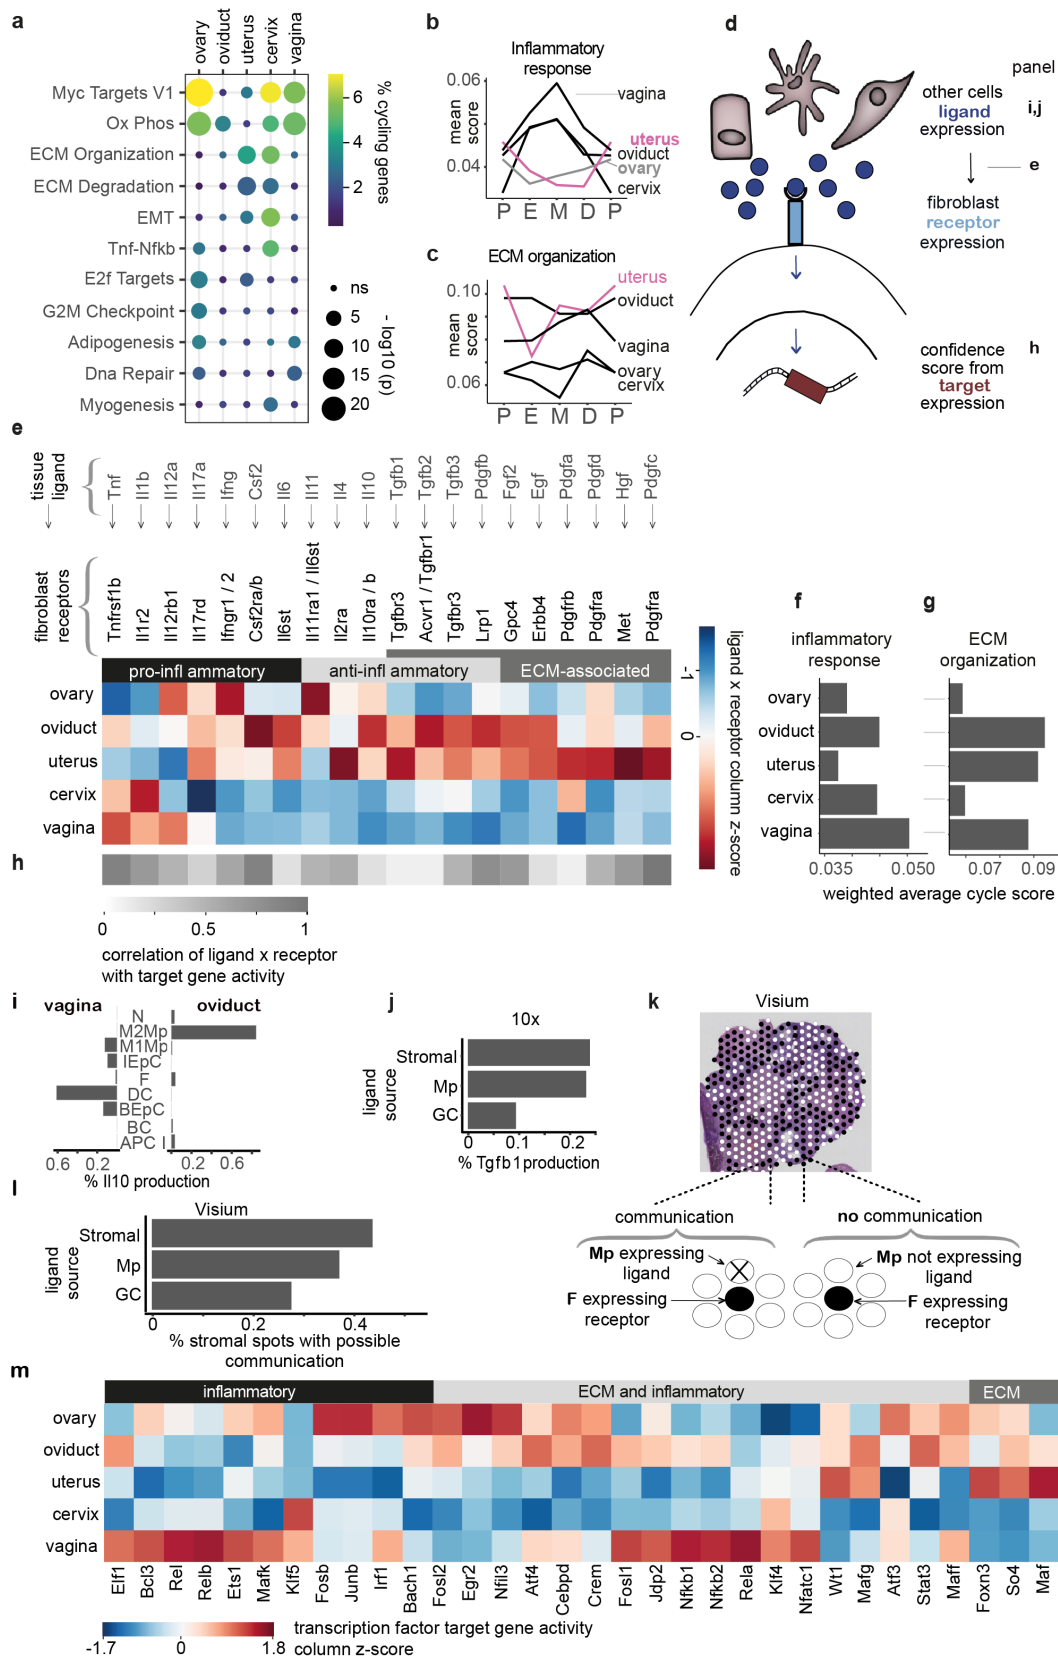 a
ovary
oviduct
uterus
cervix
vagina
Myc Targets V1
Ox Phos
ECM Organization
ECM Degradation
EMT
Tnf-Nfkb
E2f Targets
G2M Checkpoint
Adipogenesis
Dna Repair
Myogenesis
% cycling genes
6
4
2
ns
5
10
15
20
- log10 (p)
b
Inflammatory
response
mean
score
0.06
0.04
vagina
uterus
oviduct
ovary
cervix
P E M D P
c
ECM organization
mean
score
0.10
0.06
uterus
oviduct
vagina
ovary
cervix
P E M D P
d
panel
other cells
ligand
expression
i,j
e
fibroblast
receptor
expression
confidence
score from
target
expression
h
e
tissue
ligand
Tnf
Il1b
Il12a
Il17a
Ifng
Csf2
Il6
Il11
Il4
Il10
Tgfb1
Tgfb2
Tgfb3
Pdgfb
Fgf2
Egf
Pdgfa
Pdgfd
Hgf
Pdgfc
fibroblast
receptors
Tnfrsf1b
Il1r2
Il12rb1
Il17rd
Ifngr1 / 2
Csf2ra/b
Il6st
Il11ra1 / Il6st
Il2ra
Il10ra / b
Tgfbr3
Acvr1 / Tgfbr1
Tgfbr3
Lrp1
Gpc4
Erbb4
Pdgfrb
Pdgfra
Met
Pdgfra
pro-infl ammatory
anti-infl ammatory
ECM-associated
ovary
oviduct
uterus
cervix
vagina
-1
0
ligand x receptor column z-score
f
inflammatory
response
ovary
oviduct
uterus
cervix
vagina
0.035 0.050
g
ECM
organization
0.07 0.09
weighted average cycle score
h
0 0.5 1
correlation of ligand x receptor
with target gene activity
i
vagina
oviduct
N
M2Mp
M1Mp
IEpC
F
DC
BEpC
BC
APC I
0.6 0.2 0.2 0.6
% Il10 production
j
10x
ligand
source
Stromal
Mp
GC
0 0.1 0.2
% Tgfb1production
k
Visium
communication
no communication
Mp expressing
ligand
F expressing
receptor
Mp not expressing
ligand
F expressing
receptor
l
Visium
ligand
source
Stromal
Mp
GC
0 0.2 0.4
% stromal spots with possible
communication
m
inflammatory
ECM and inflammatory
ECM
ovary
oviduct
uterus
cervix
vagina
Elf1
Bcl3
Rel
Relb
Ets1
Mafk
Klf5
Fosb
Junb
Irf1
Bach1
Fosl2
Egr2
Nfil3
Atf4
Cebpd
Crem
Fosl1
Jdp2
Nfkb1
Nfkb2
Rela
Klf4
Nfatc1
Wt1
Mafg
Atf3
Stat3
Maff
Foxn3
So4
Maf
-1.7 0 1.8
transcription factor target gene activity
column z-score